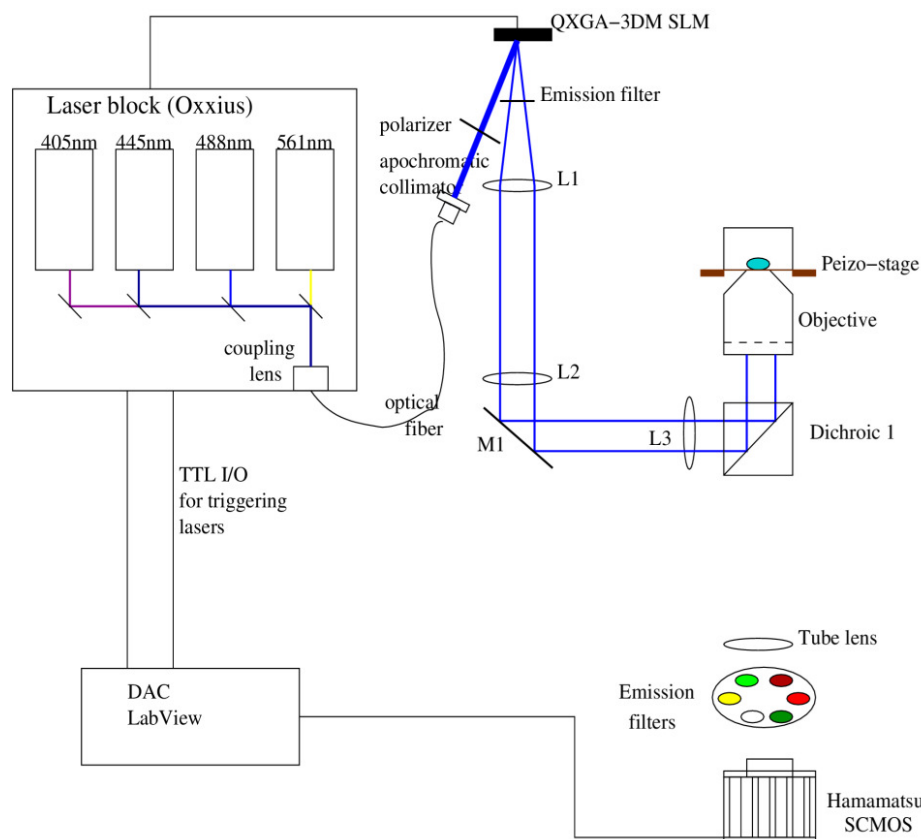 QXGA-3DM SLM
Laser block (Oxxius)
Emission filter
405nm 445nm 488nm 561nm
polarizer
apochromatic
collimator
L1
Peizo-stage
Objective
coupling
lens
L2
optical
fiber
M1
L3
Dichroic 1
TTL I/O
for triggering
lasers
Tube lens
DAC
LabView
Emission
filters
Hamamatsu
SCMOS